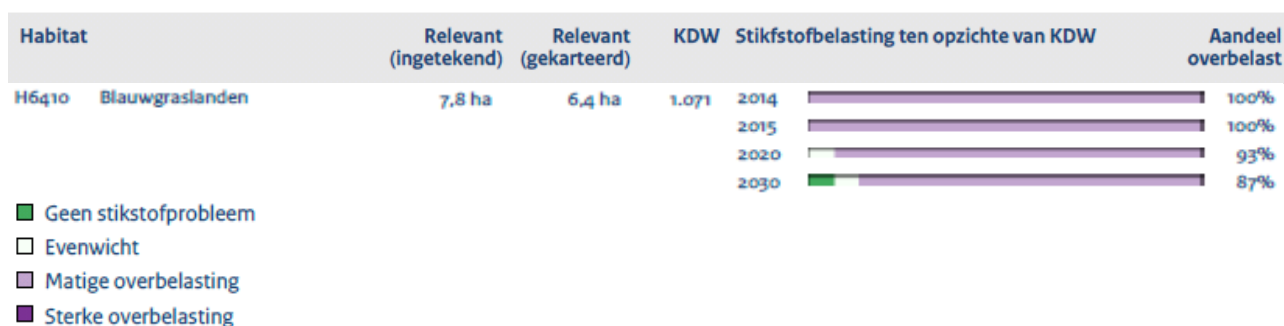 Habitat Relevant (ingetekend) Relevant (gekarteerd) KDW Stikfstofbelasting ten opzichte van KDW Aandeel overbelast
H6410 Blauwgraslanden 7,8 ha 6,4 ha 1.071 2014 100%
2015 100%
2020 93%
2030 87%
Geen stikstofprobleem
Evenwicht
Matige overbelasting
Sterke overbelasting